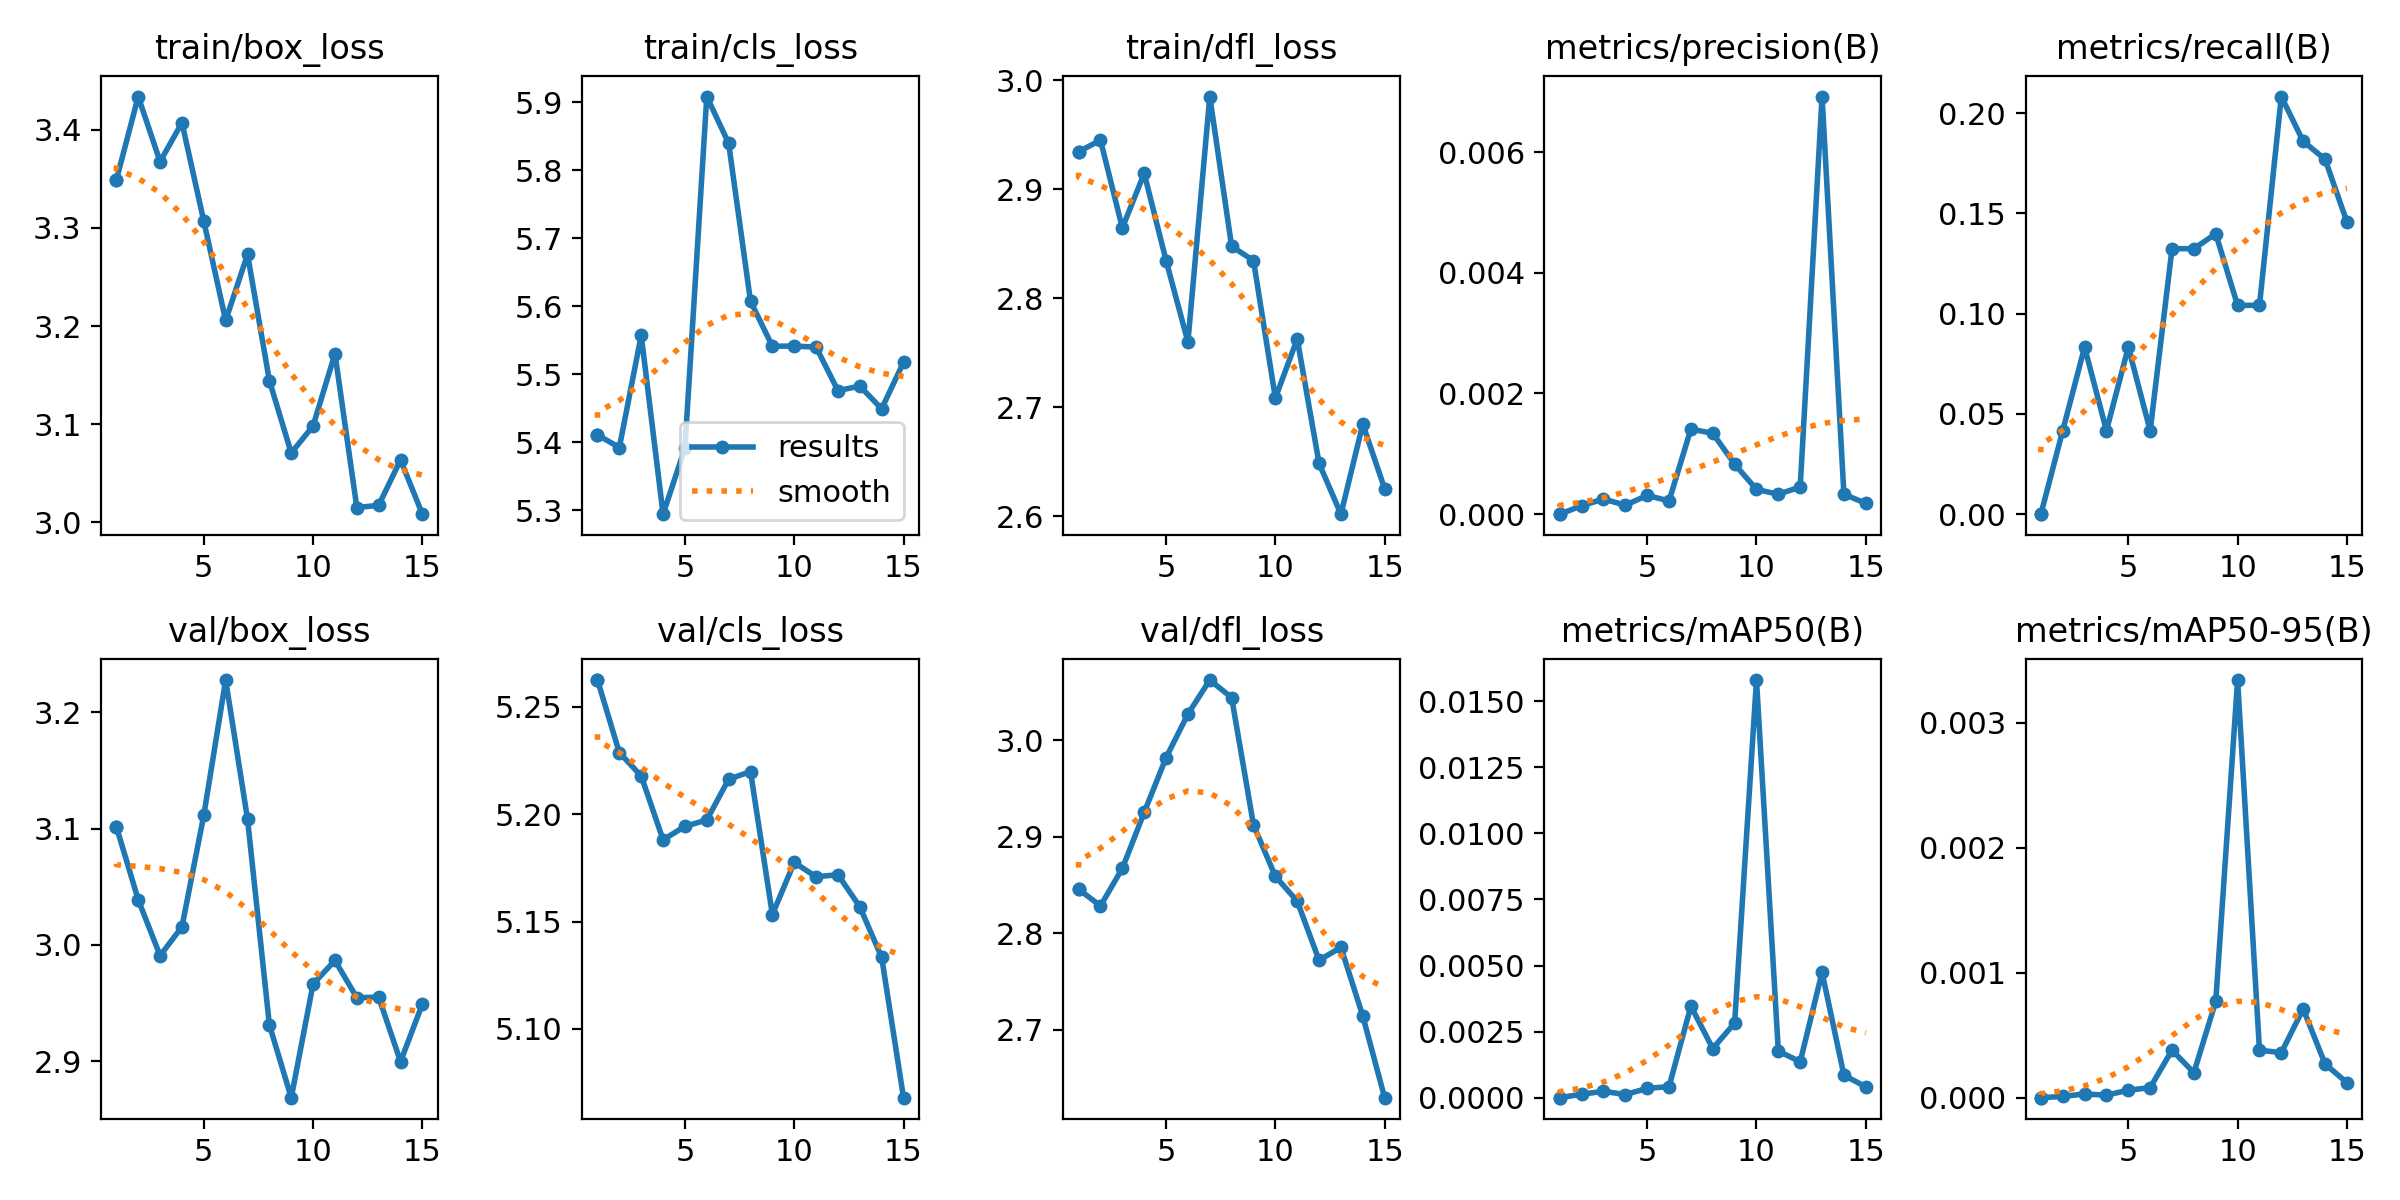 train/box_loss
3.4
3.3
3.2
3.1
3.0
5 10 15
train/cls_loss
5.9
5.8
5.7
5.6
5.5
5.4
5.3
results
smooth
5 10 15
train/dfl_loss
3.0
2.9
2.8
2.7
2.6
5 10 15
metrics/precision(B)
0.006
0.004
0.002
0.000
5 10 15
metrics/recall(B)
0.20
0.15
0.10
0.05
0.00
5 10 15
val/box_loss
3.2
3.1
3.0
2.9
5 10 15
val/cls_loss
5.25
5.20
5.15
5.10
5 10 15
val/dfl_loss
3.0
2.9
2.8
2.7
5 10 15
metrics/mAP50(B)
0.0150
0.0125
0.0100
0.0075
0.0050
0.0025
0.0000
5 10 15
metrics/mAP50-95(B)
0.003
0.002
0.001
0.000
5 10 15